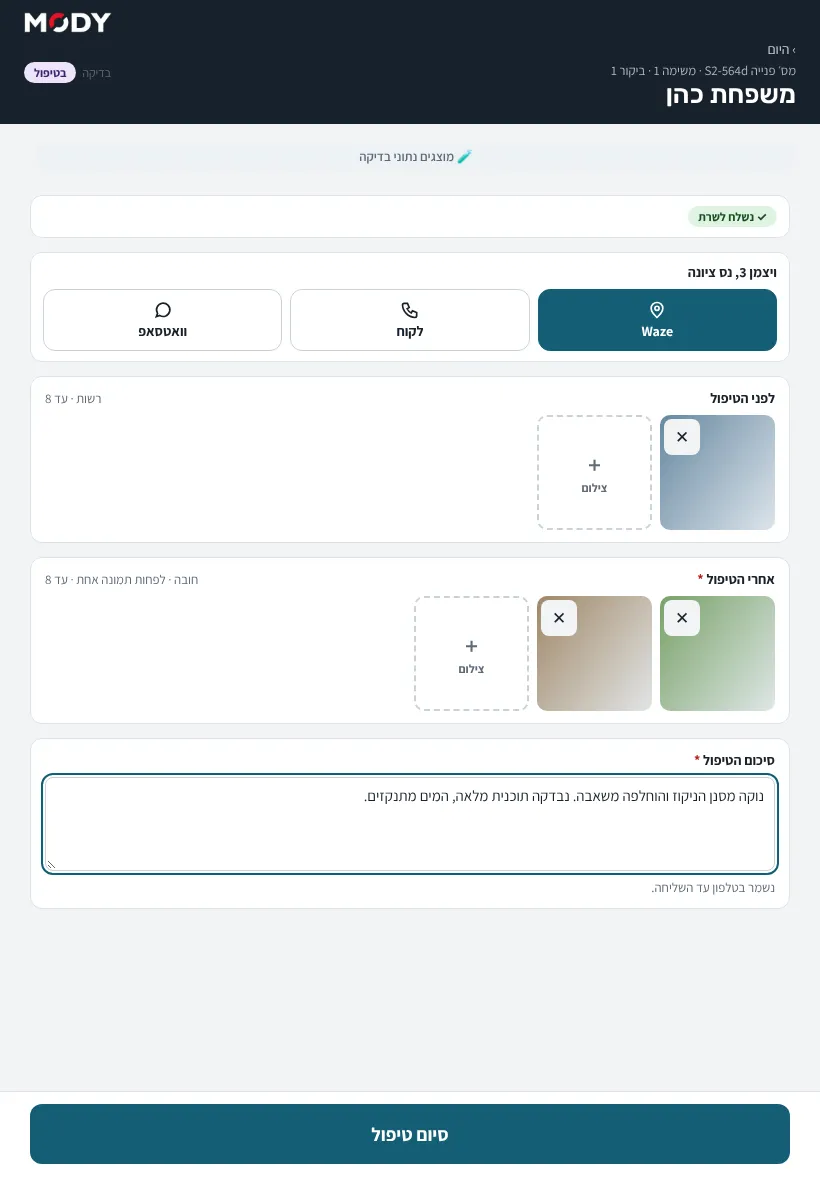 MODY
› היום
מס׳ פנייה S2-564d · משימה 1 · ביקור 1
בדיקה
בטיפול
משפחת כהן
🧪 מוצגים נתוני בדיקה
✓ נשלח לשרת
ויצמן 3, נס ציונה
Waze
לקוח
וואטסאפ
לפני הטיפול
רשות · עד 8
✕
+
צילום
אחרי הטיפול *
חובה · לפחות תמונה אחת · עד 8
✕
✕
+
צילום
סיכום הטיפול *
נוקה מסנן הניקוז והוחלפה משאבה. נבדקה תוכנית מלאה, המים מתנקזים.
נשמר בטלפון עד השליחה.
סיום טיפול